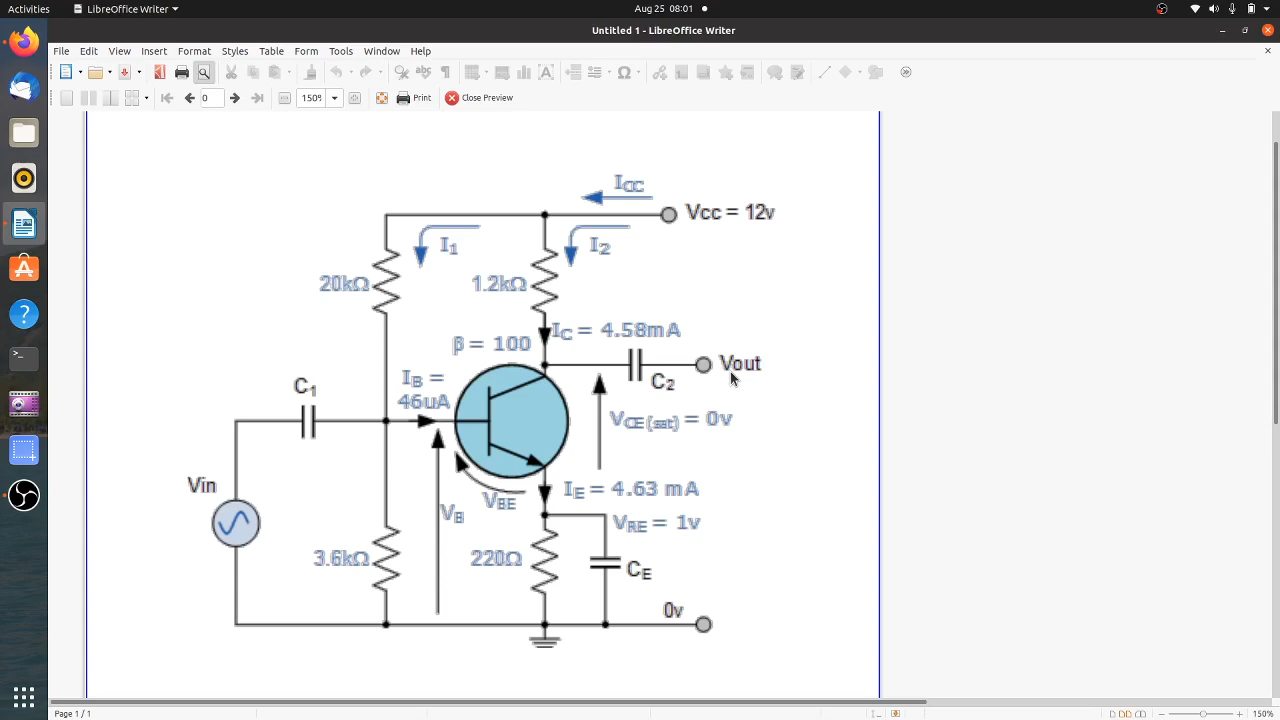 Activities
LibreOffice Writer
Aug 25 08:01
Untitled 1 - LibreOffice Writer
File Edit View Insert Format Styles Table Form Tools Window Help
0
150%
Print
Close Preview
ICC
Vcc = 12v
I1
I2
20kΩ
1.2kΩ
IC = 4.58mA
β = 100
Vout
IB =
46uA
C1
C2
VCE(sat) = 0v
Vin
IE = 4.63 mA
VBE
VB
VRE = 1v
3.6kΩ
220Ω
CE
0v
Page 1 / 1
150%